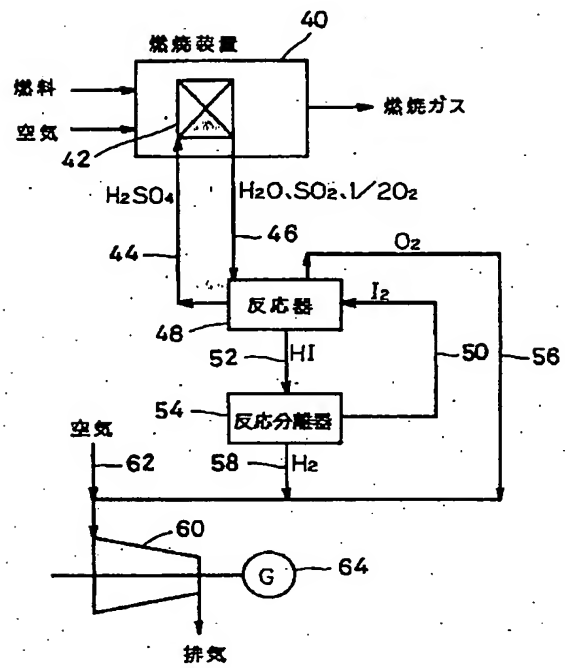 40
燃焼装置
燃料
空気
42
燃焼ガス
H2SO4
H2O、SO2、1/2O2
44
46
O2
反応器
I2
48
52
HI
50
56
54
反応分離器
空気
62
58
H2
60
G
64
排気